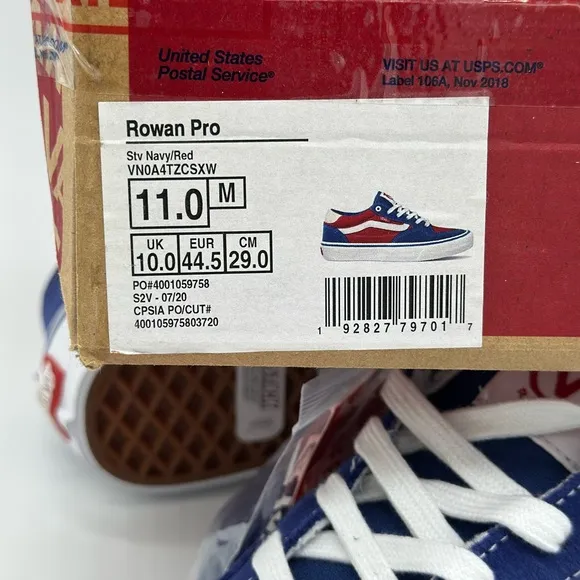 United States
Postal Service®
VISIT US AT USPS.COM®
Label 106A, Nov 2018
Rowan Pro
Stv Navy/Red
VN0A4TZCSXW
11.0 M
UK EUR CM
10.0 44.5 29.0
PO#4001059758
S2V - 07/20
CPSIA PO/CUT#
400105975803720
1 92827 79701 7